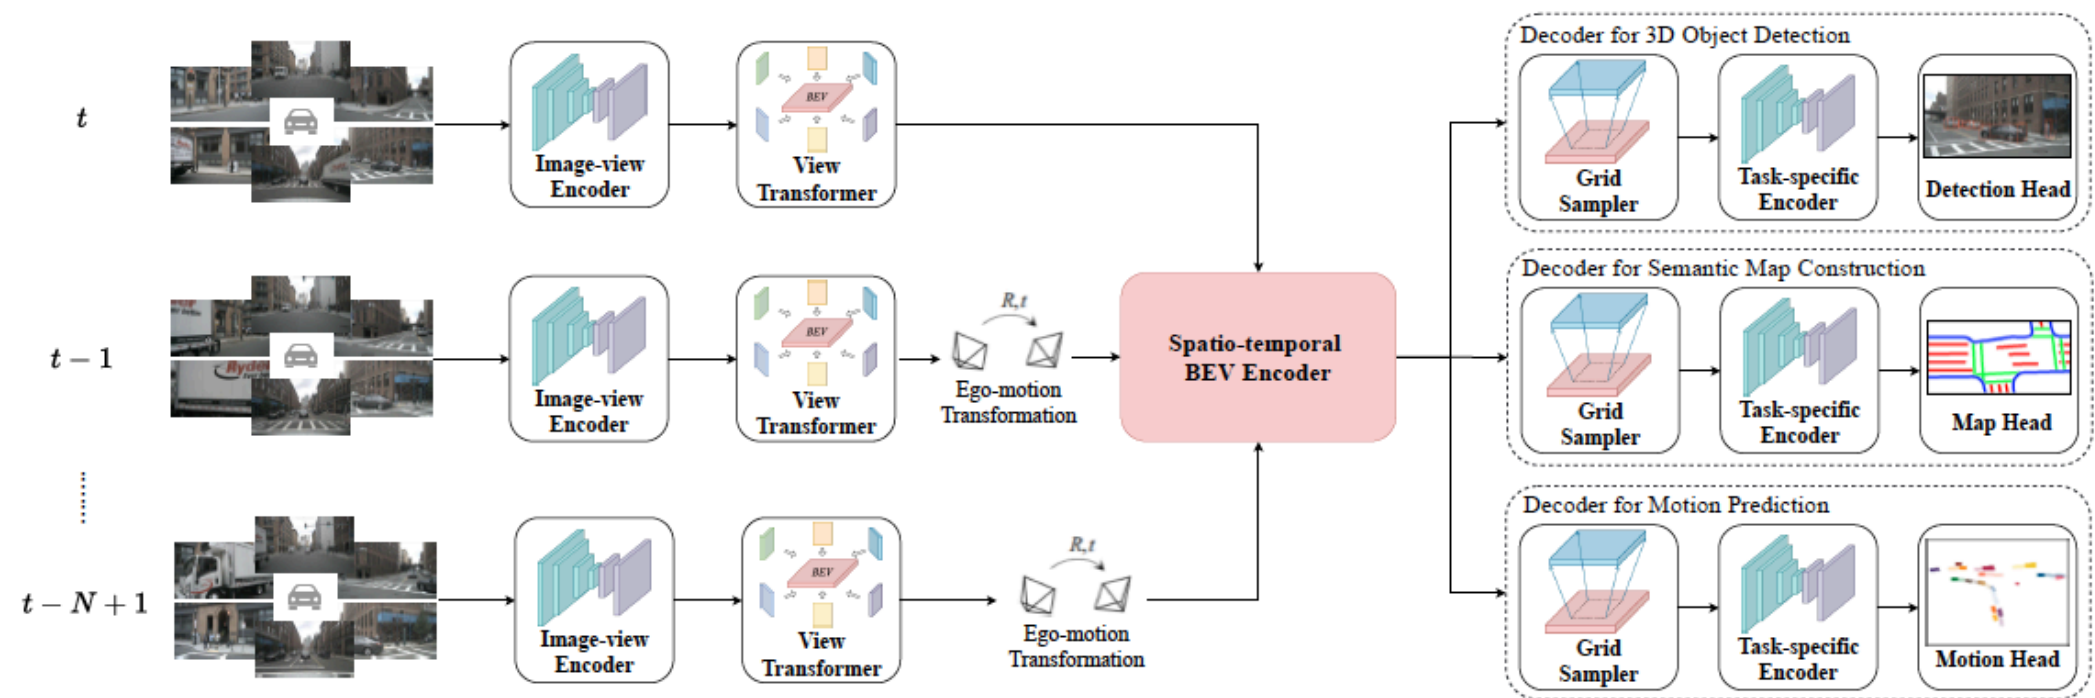 t
Image-view
Encoder
BEV
View
Transformer
t − 1
Image-view
Encoder
BEV
View
Transformer
R,t
Ego-motion
Transformation
t − N + 1
Image-view
Encoder
BEV
View
Transformer
R,t
Ego-motion
Transformation
Spatio-temporal
BEV Encoder
Decoder for 3D Object Detection
Grid
Sampler
Task-specific
Encoder
Detection Head
Decoder for Semantic Map Construction
Grid
Sampler
Task-specific
Encoder
Map Head
Decoder for Motion Prediction
Grid
Sampler
Task-specific
Encoder
Motion Head